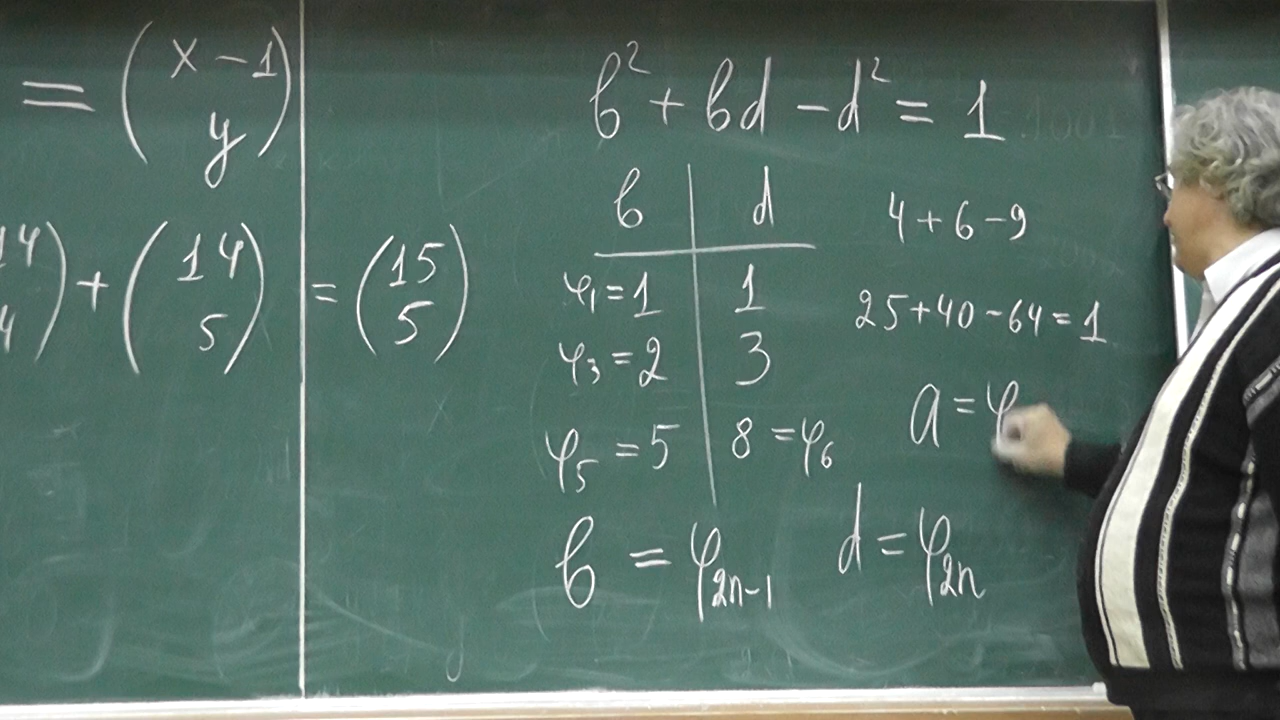 = (x - 1
y)
14) + (14
4) (5) = (15
5)
b² + bd - d² = 1
b | d
φ₁ = 1 | 1
φ₃ = 2 | 3
φ₅ = 5 | 8 = φ₆
b = φ₂ₙ₋₁ d = φ₂ₙ
4 + 6 - 9
25 + 40 - 64 = 1
a = φ